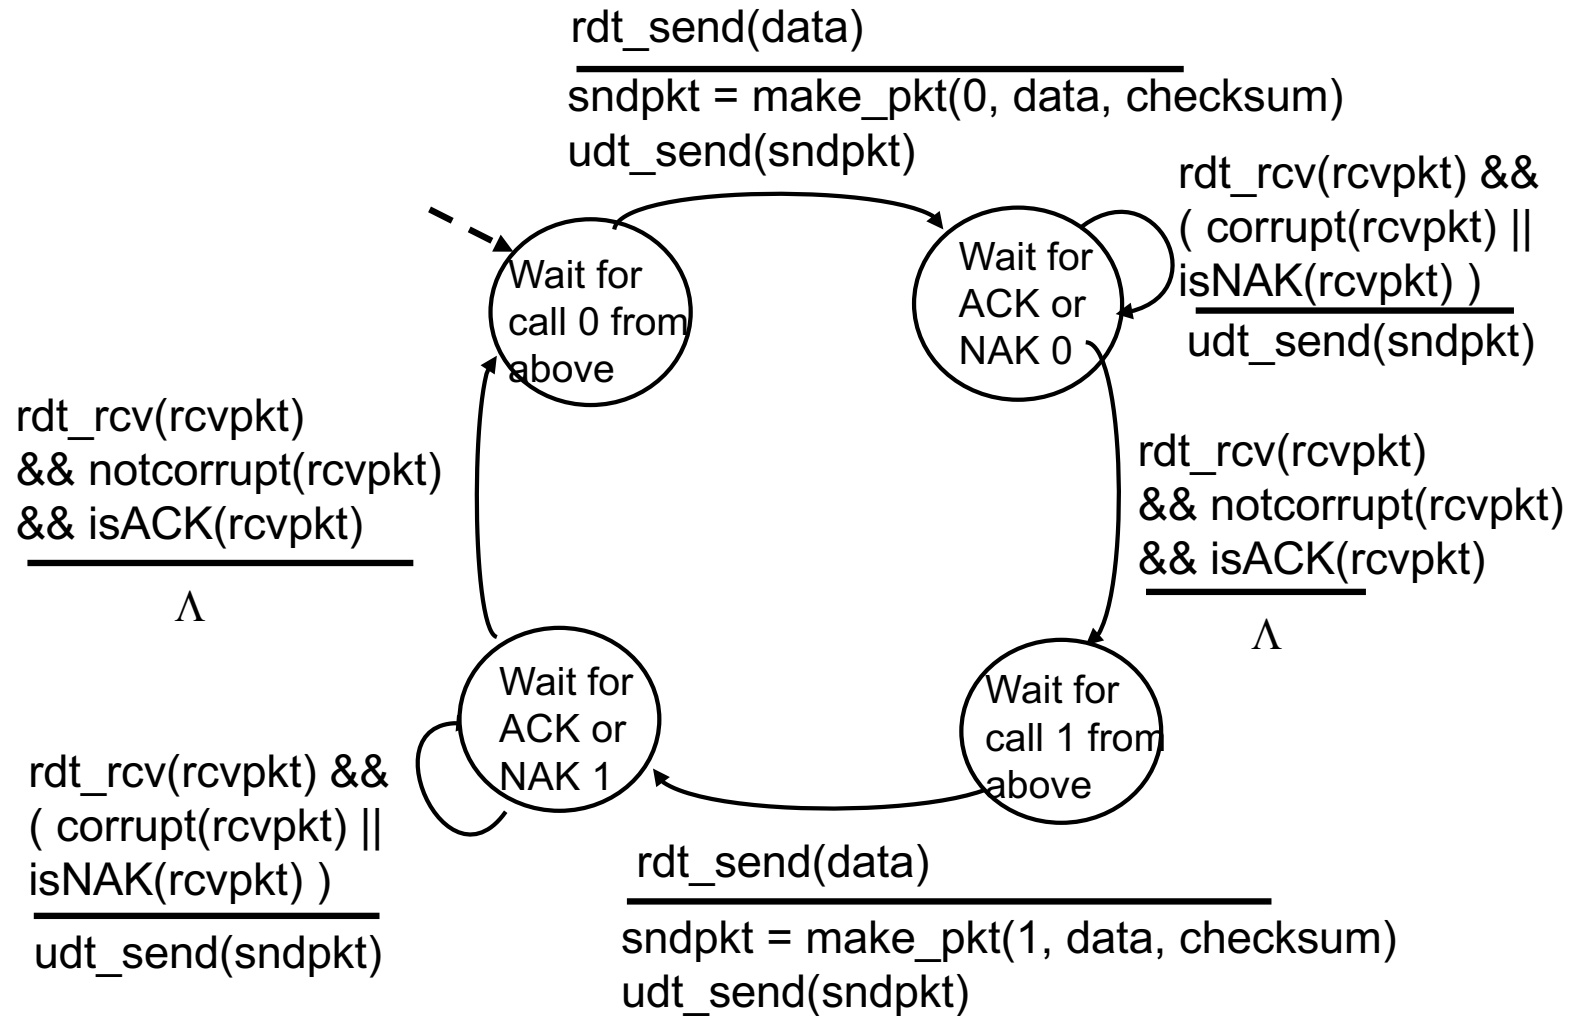 rdt_send(data)
sndpkt = make_pkt(0, data, checksum)
udt_send(sndpkt)
rdt_rcv(rcvpkt) &&
( corrupt(rcvpkt) ||
isNAK(rcvpkt) )
udt_send(sndpkt)
Wait for
call 0 from
above
Wait for
ACK or
NAK 0
rdt_rcv(rcvpkt)
&& notcorrupt(rcvpkt)
&& isACK(rcvpkt)
Λ
rdt_rcv(rcvpkt)
&& notcorrupt(rcvpkt)
&& isACK(rcvpkt)
Λ
Wait for
ACK or
NAK 1
Wait for
call 1 from
above
rdt_rcv(rcvpkt) &&
( corrupt(rcvpkt) ||
isNAK(rcvpkt) )
udt_send(sndpkt)
rdt_send(data)
sndpkt = make_pkt(1, data, checksum)
udt_send(sndpkt)